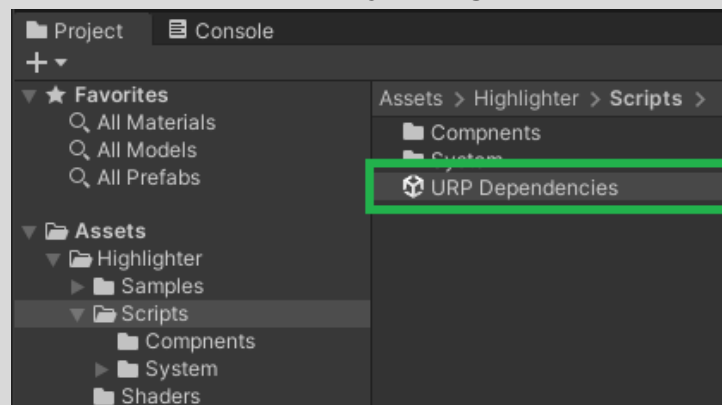 Project
Console
Favorites
All Materials
All Models
All Prefabs
Assets
Highlighter
Samples
Scripts
Compnents
System
Shaders
Assets > Highlighter > Scripts >
Compnents
System
URP Dependencies